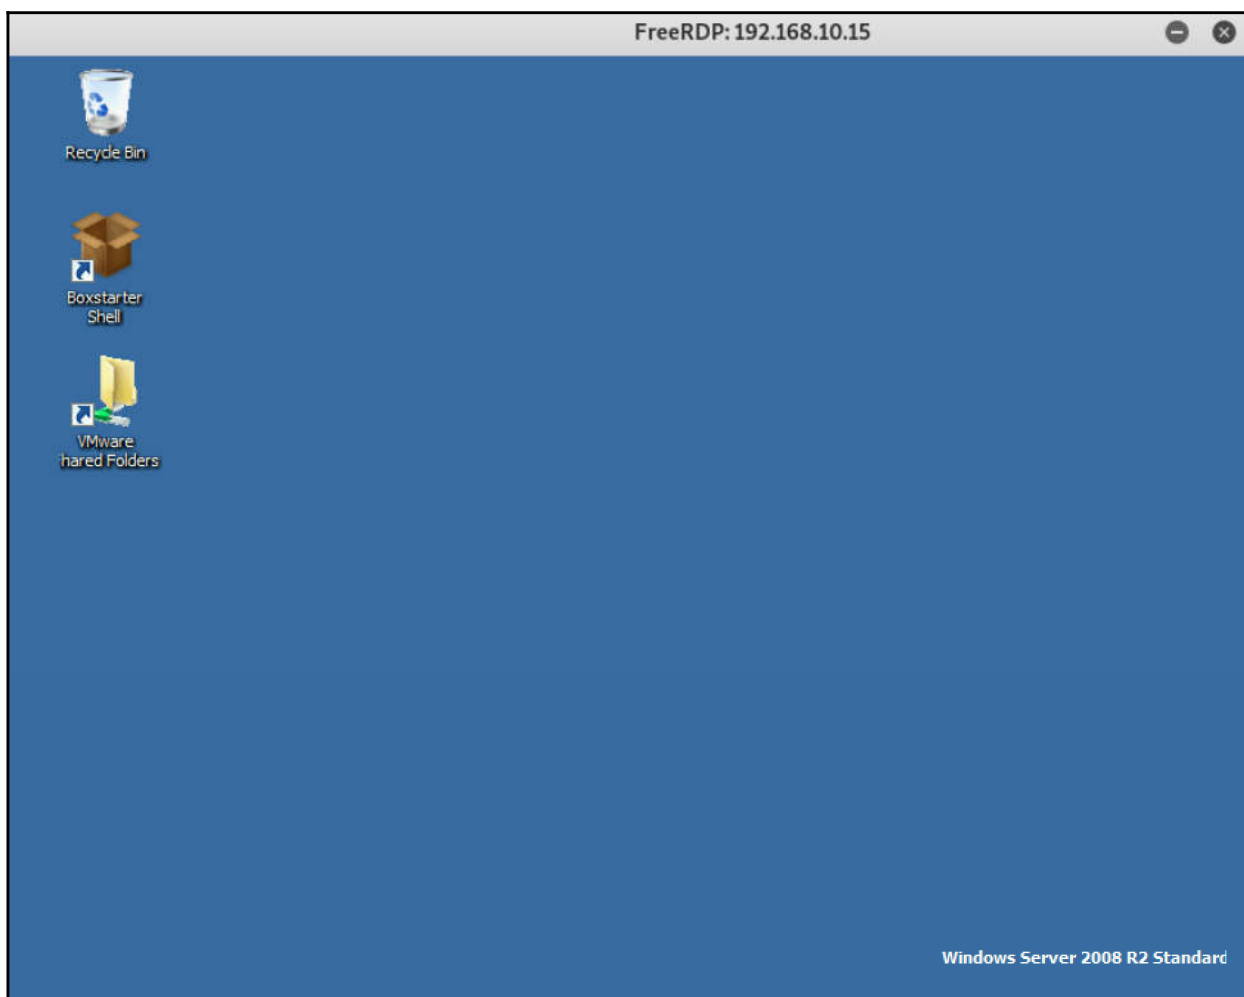 FreeRDP: 192.168.10.15
Recycle Bin
Boxstarter
Shell
VMware
hared Folders
Windows Server 2008 R2 Standard